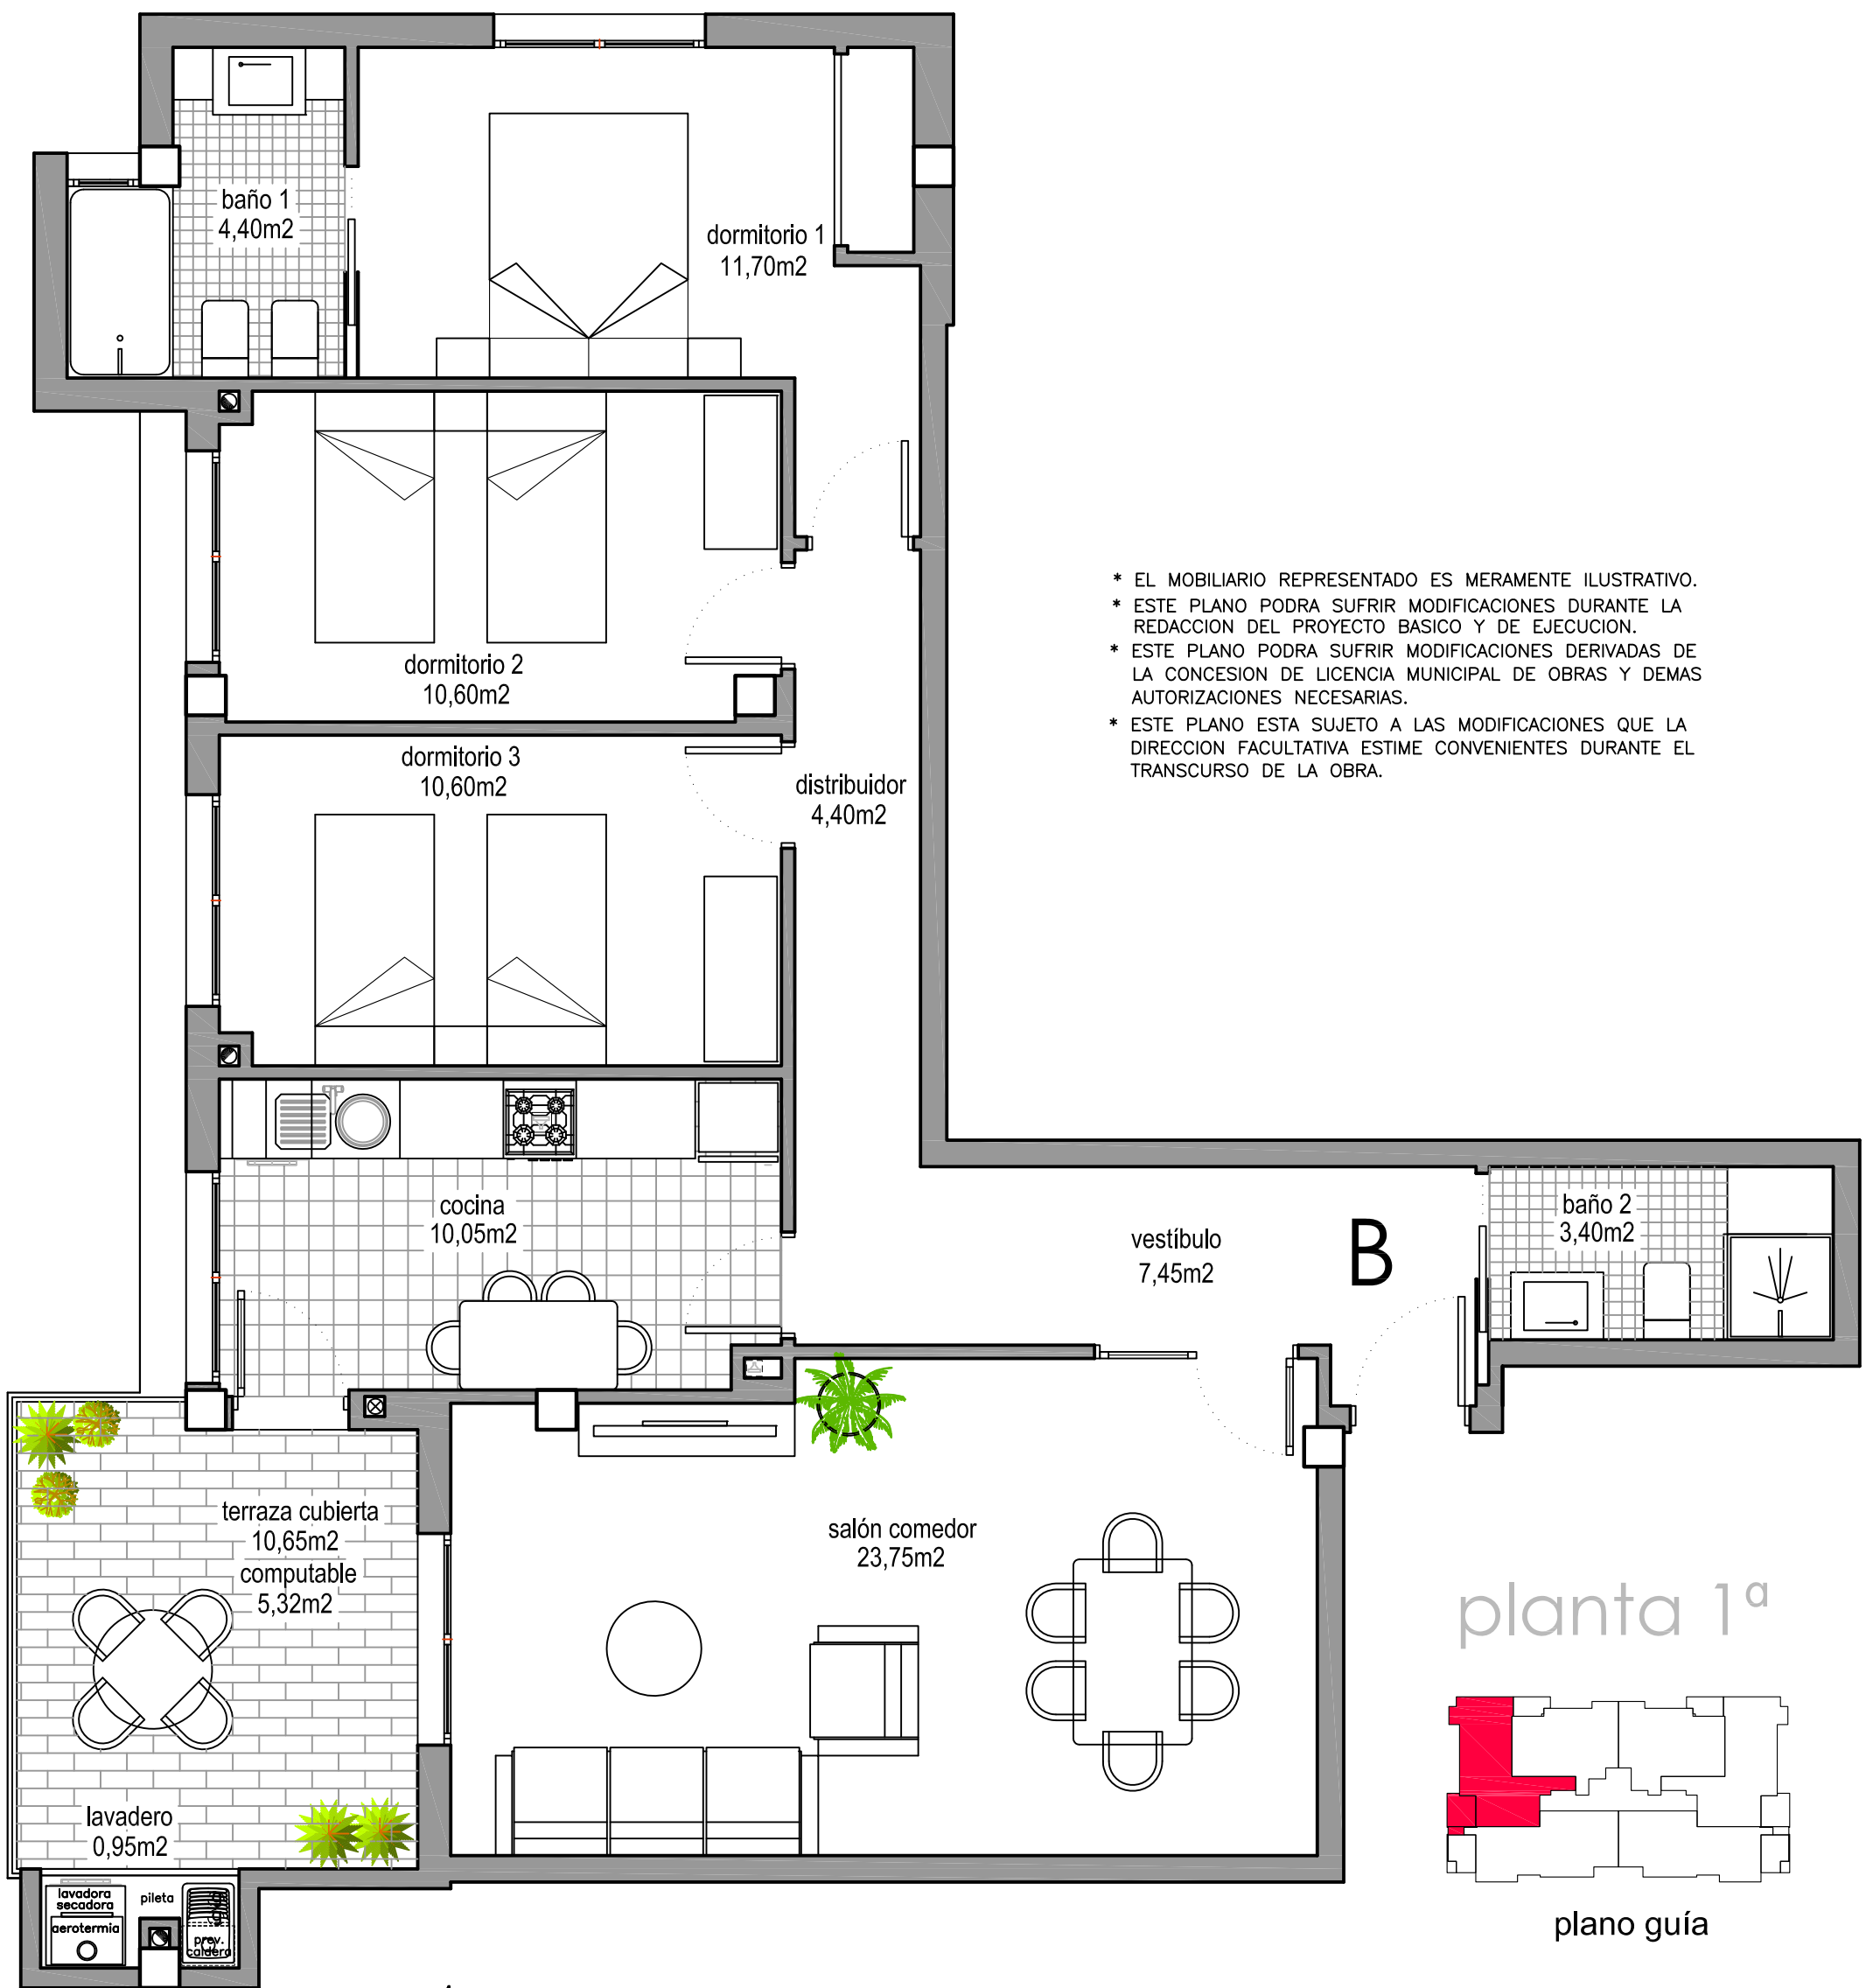 baño 1
4,40m2
dormitorio 1
11,70m2
dormitorio 2
10,60m2
dormitorio 3
10,60m2
distribuidor
4,40m2
* EL MOBILIARIO REPRESENTADO ES MERAMENTE ILUSTRATIVO.
* ESTE PLANO PODRA SUFRIR MODIFICACIONES DURANTE LA
REDACCION DEL PROYECTO BASICO Y DE EJECUCION.
* ESTE PLANO PODRA SUFRIR MODIFICACIONES DERIVADAS DE
LA CONCESION DE LICENCIA MUNICIPAL DE OBRAS Y DEMAS
AUTORIZACIONES NECESARIAS.
* ESTE PLANO ESTA SUJETO A LAS MODIFICACIONES QUE LA
DIRECCION FACULTATIVA ESTIME CONVENIENTES DURANTE EL
TRANSCURSO DE LA OBRA.
cocina
10,05m2
vestíbulo
7,45m2
B
baño 2
3,40m2
terraza cubierta
10,65m2
computable
5,32m2
salón comedor
23,75m2
planta 1ª
lavadero
0,95m2
lavadora
secadora
aerotermia
pileta
prev.
caldera
plano guía